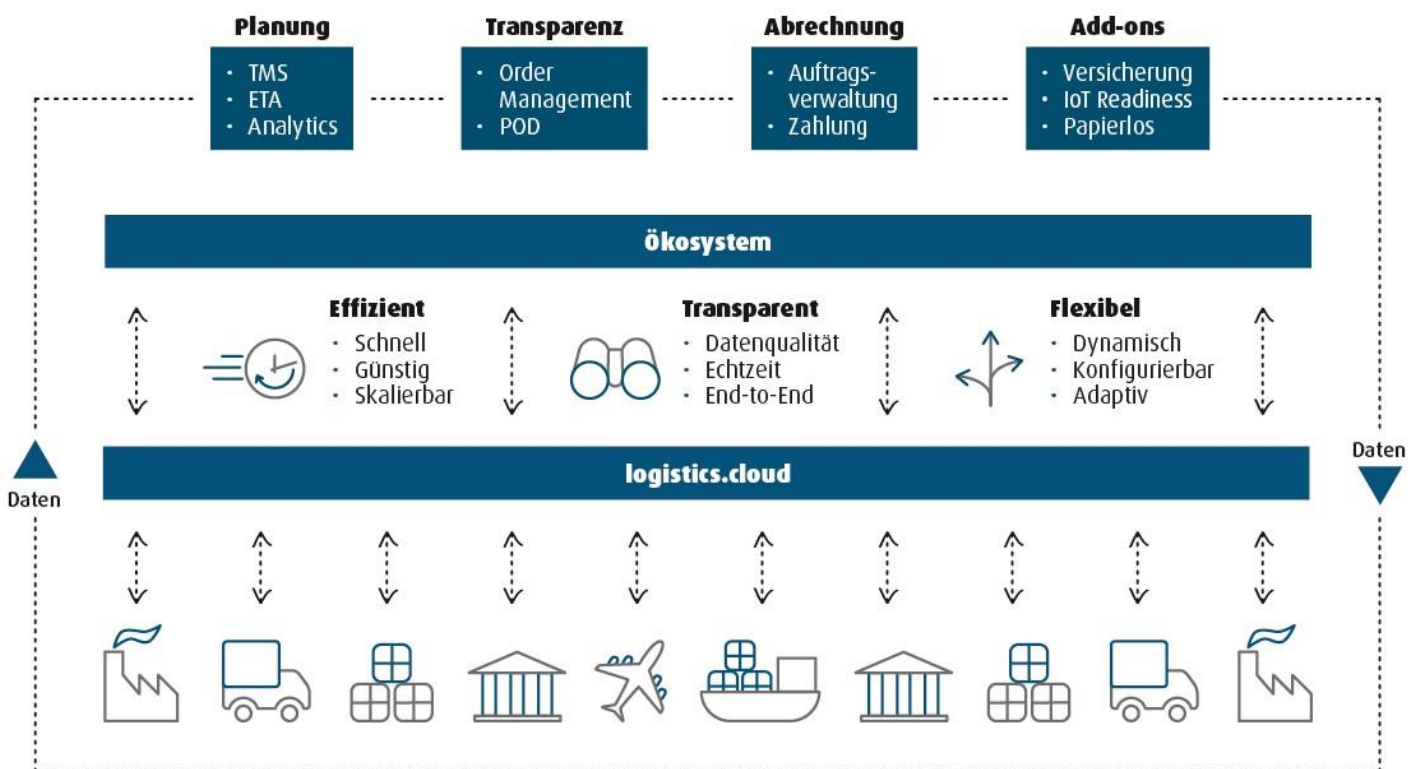 Planung
Transparenz
Abrechnung
Add-ons
· TMS
· ETA
· Analytics
· Order
Management
· POD
· Auftrags-
verwaltung
· Zahlung
· Versicherung
· IoT Readiness
· Papierlos
Ökosystem
Effizient
· Schnell
· Günstig
· Skalierbar
Transparent
· Datenqualität
· Echtzeit
· End-to-End
Flexibel
· Dynamisch
· Konfigurierbar
· Adaptiv
Daten
logistics.cloud
Daten